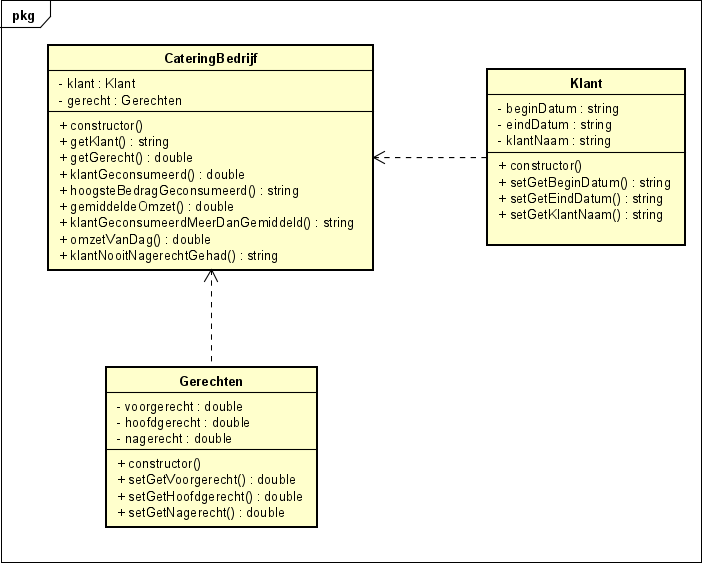 pkg
CateringBedrijf
- klant : Klant
- gerecht : Gerechten
+ constructor()
+ getKlant() : string
+ getGerecht() : double
+ klantGeconsumeerd() : double
+ hoogsteBedragGeconsumeerd() : string
+ gemiddeldeOmzet() : double
+ klantGeconsumeerdMeerDanGemiddeld() : string
+ omzetVanDag() : double
+ klantNooitNagerechtGehad() : string
Klant
- beginDatum : string
- eindDatum : string
- klantNaam : string
+ constructor()
+ setGetBeginDatum() : string
+ setGetEindDatum() : string
+ setGetKlantNaam() : string
Gerechten
- voorgerecht : double
- hoofdgerecht : double
- nagerecht : double
+ constructor()
+ setGetVoorgerecht() : double
+ setGetHoofdgerecht() : double
+ setGetNagerecht() : double